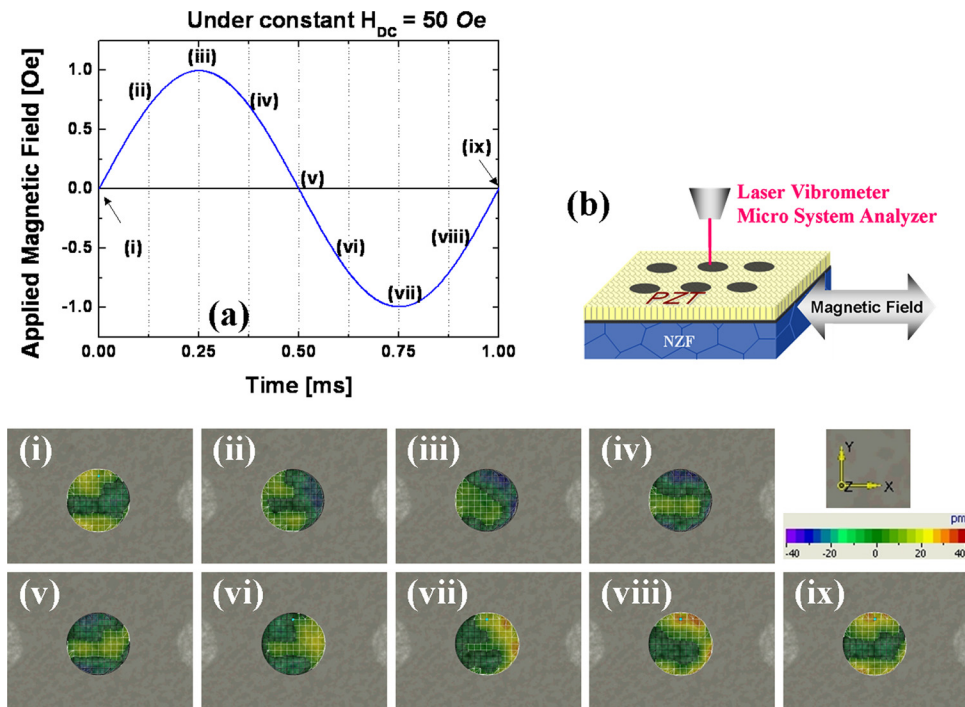 Under constant H_DC = 50 Oe
Applied Magnetic Field [Oe]
1.0
0.5
0.0
-0.5
-1.0
(i)
(ii)
(iii)
(iv)
(v)
(vi)
(vii)
(viii)
(ix)
(a)
0.00 0.25 0.50 0.75 1.00
Time [ms]
(b)
Laser Vibrometer
Micro System Analyzer
PZT
NZF
Magnetic Field
(i) (ii) (iii) (iv)
Y
Z X
pm
-40 -20 0 20 40
(v) (vi) (vii) (viii) (ix)